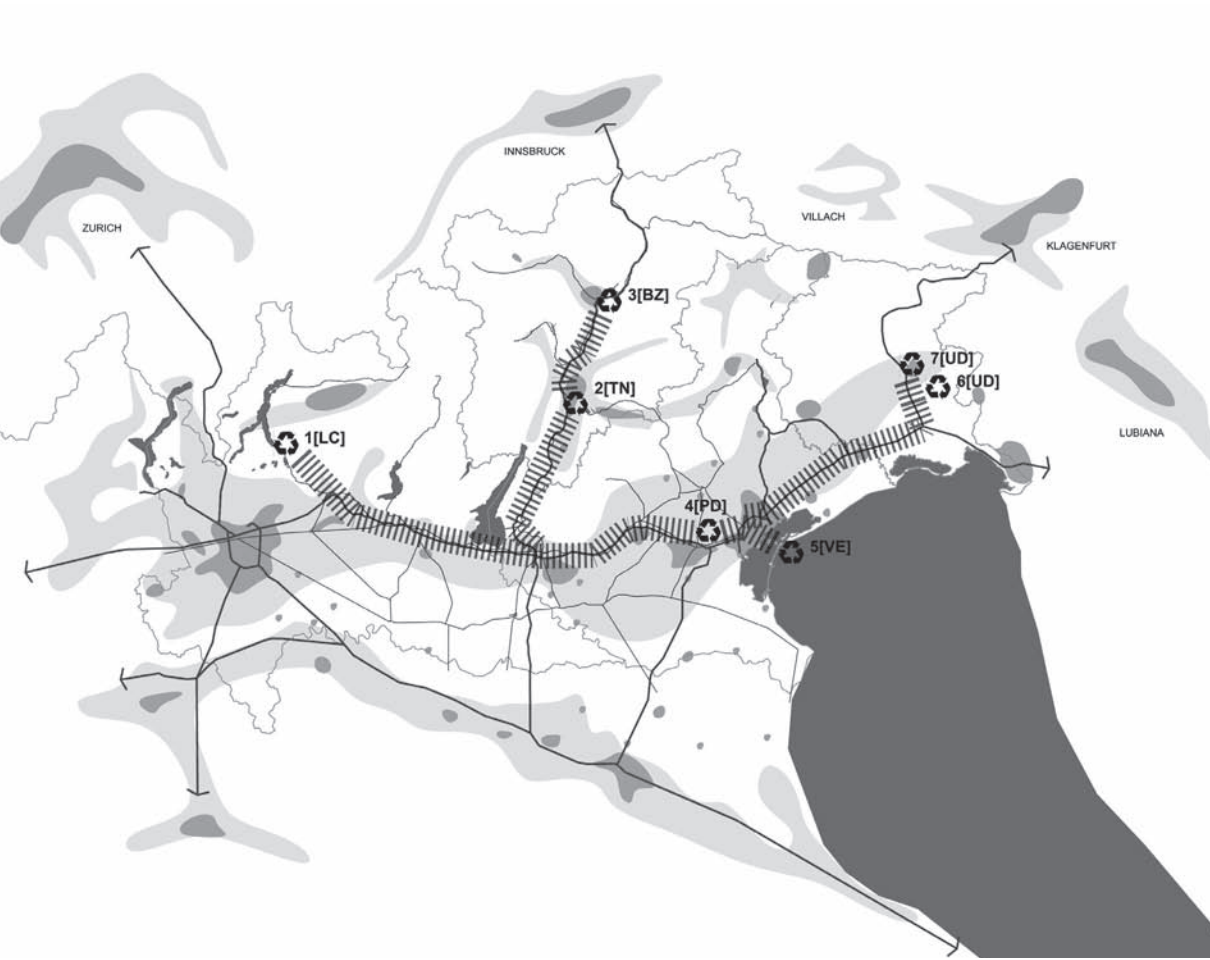 INNSBRUCK
VILLACH
ZURICH
KLAGENFURT
3[BZ]
7[UD]
6[UD]
2[TN]
LUBIANA
1[LC]
4[PD]
5[VE]